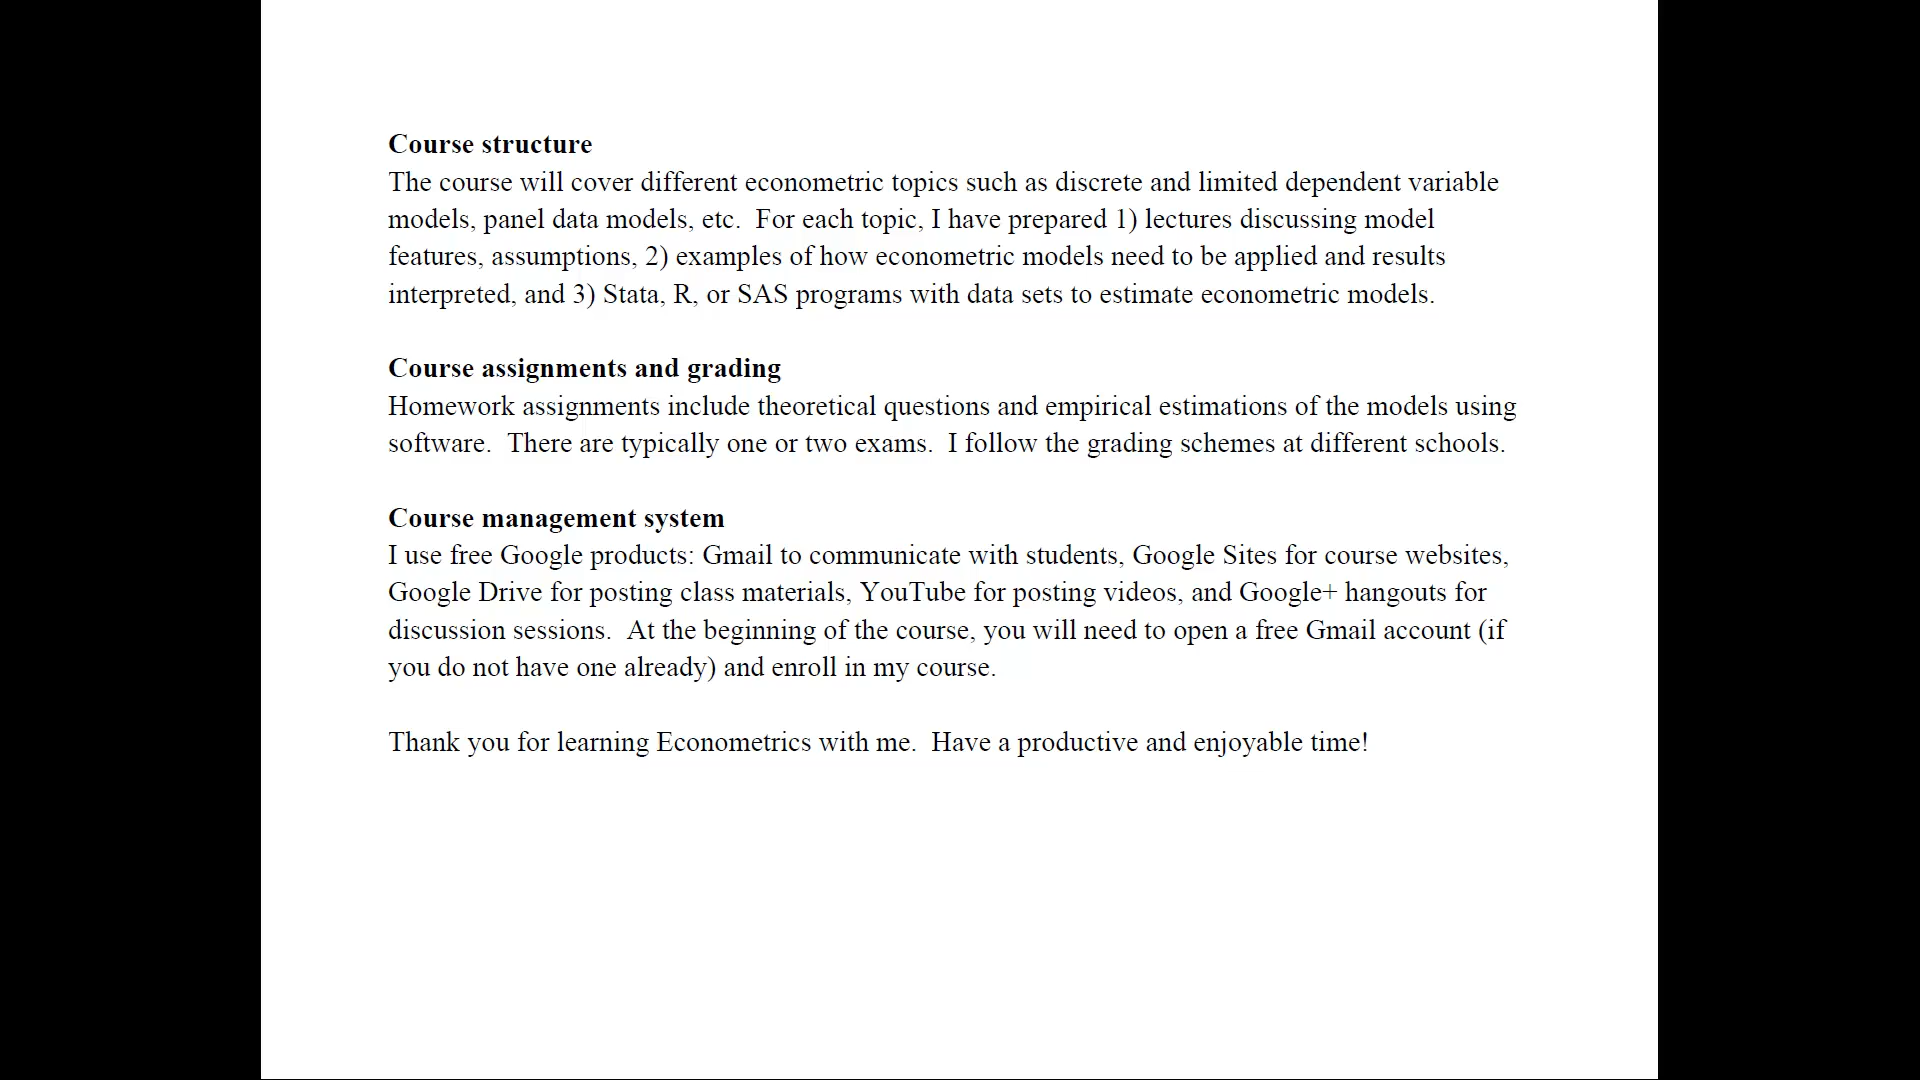 Course structure
The course will cover different econometric topics such as discrete and limited dependent variable
models, panel data models, etc.  For each topic, I have prepared 1) lectures discussing model
features, assumptions, 2) examples of how econometric models need to be applied and results
interpreted, and 3) Stata, R, or SAS programs with data sets to estimate econometric models.
Course assignments and grading
Homework assignments include theoretical questions and empirical estimations of the models using
software.  There are typically one or two exams.  I follow the grading schemes at different schools.
Course management system
I use free Google products: Gmail to communicate with students, Google Sites for course websites,
Google Drive for posting class materials, YouTube for posting videos, and Google+ hangouts for
discussion sessions.  At the beginning of the course, you will need to open a free Gmail account (if
you do not have one already) and enroll in my course.
Thank you for learning Econometrics with me.  Have a productive and enjoyable time!